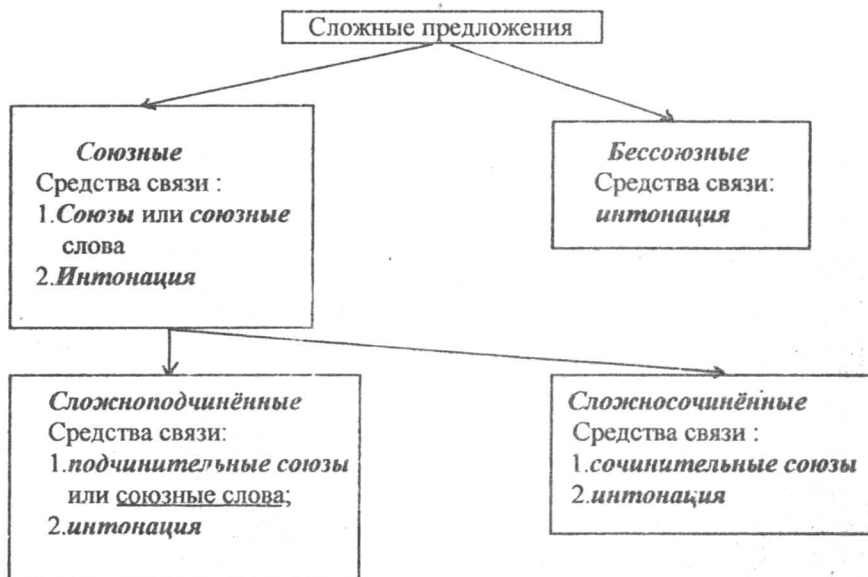 Сложные предложения
Союзные
Средства связи :
1.Союзы или союзные
слова
2.Интонация
Бессоюзные
Средства связи:
интонация
Сложноподчинённые
Средства связи:
1.подчинительные союзы
или союзные слова;
2.интонация
Сложносочинённые
Средства связи :
1.сочинительные союзы
2.интонация